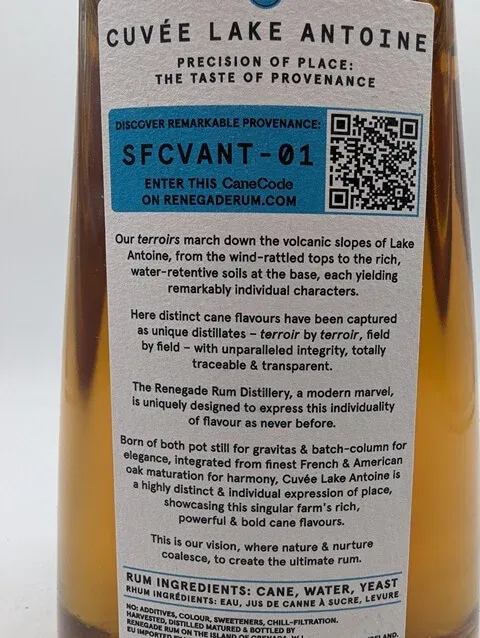 CUVÉE LAKE ANTOINE
PRECISION OF PLACE:
THE TASTE OF PROVENANCE
DISCOVER REMARKABLE PROVENANCE:
SFCVANT-01
ENTER THIS CaneCode
ON RENEGADERUM.COM
Our terroirs march down the volcanic slopes of Lake
Antoine, from the wind-rattled tops to the rich,
water-retentive soils at the base, each yielding
remarkably individual characters.
Here distinct cane flavours have been captured
as unique distillates – terroir by terroir, field
by field – with unparalleled integrity, totally
traceable & transparent.
The Renegade Rum Distillery, a modern marvel,
is uniquely designed to express this individuality
of flavour as never before.
Born of both pot still for gravitas & batch-column for
elegance, integrated from finest French & American
oak maturation for harmony, Cuvée Lake Antoine is
a highly distinct & individual expression of place,
showcasing this singular farm's rich,
powerful & bold cane flavours.
This is our vision, where nature & nurture
coalesce, to create the ultimate rum.
RUM INGREDIENTS: CANE, WATER, YEAST
RHUM INGRÉDIENTS: EAU, JUS DE CANNE À SUCRE, LEVURE
NO: ADDITIVES, COLOUR, SWEETENERS, CHILL-FILTRATION.
HARVESTED, DISTILLED MATURED & BOTTLED BY
RENEGADE RUM ON THE ISLAND OF GRENADA, W.I.
EU IMPORTED BY